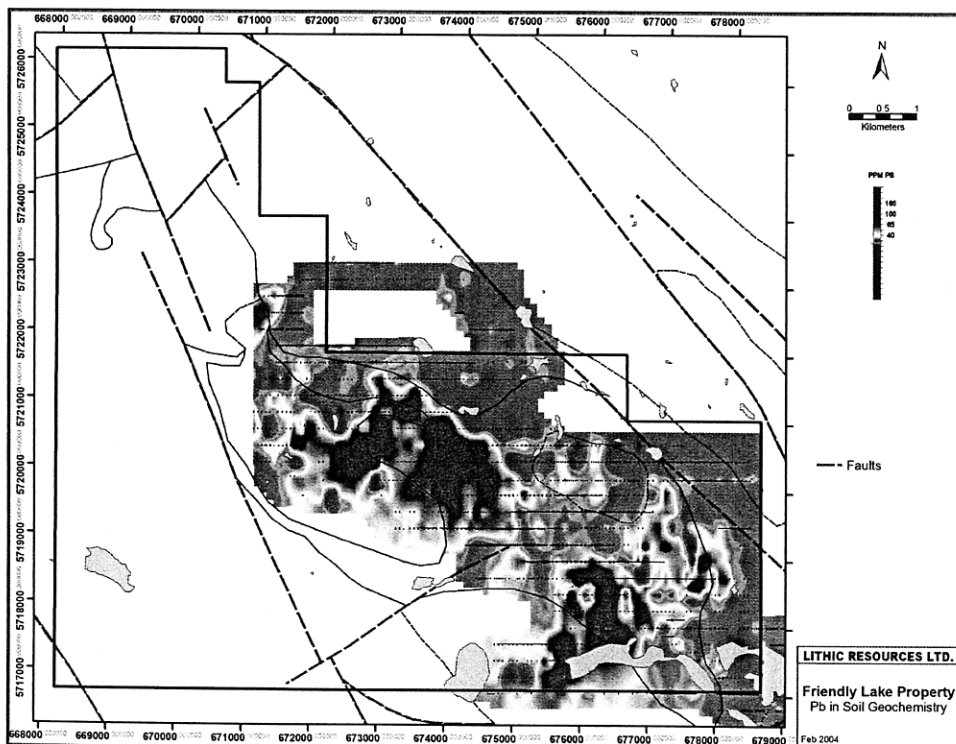 668000 669000 670000 671000 672000 673000 674000 675000 676000 677000 678000
5726000
5725000
5724000
5723000
5722000
5721000
5720000
5719000
5718000
5717000
N
0 0.5 1
Kilometers
PPM PB
180
100
65
40
Faults
LITHIC RESOURCES LTD.
Friendly Lake Property
Pb in Soil Geochemistry
Feb 2004
668000 669000 670000 671000 672000 673000 674000 675000 676000 677000 678000